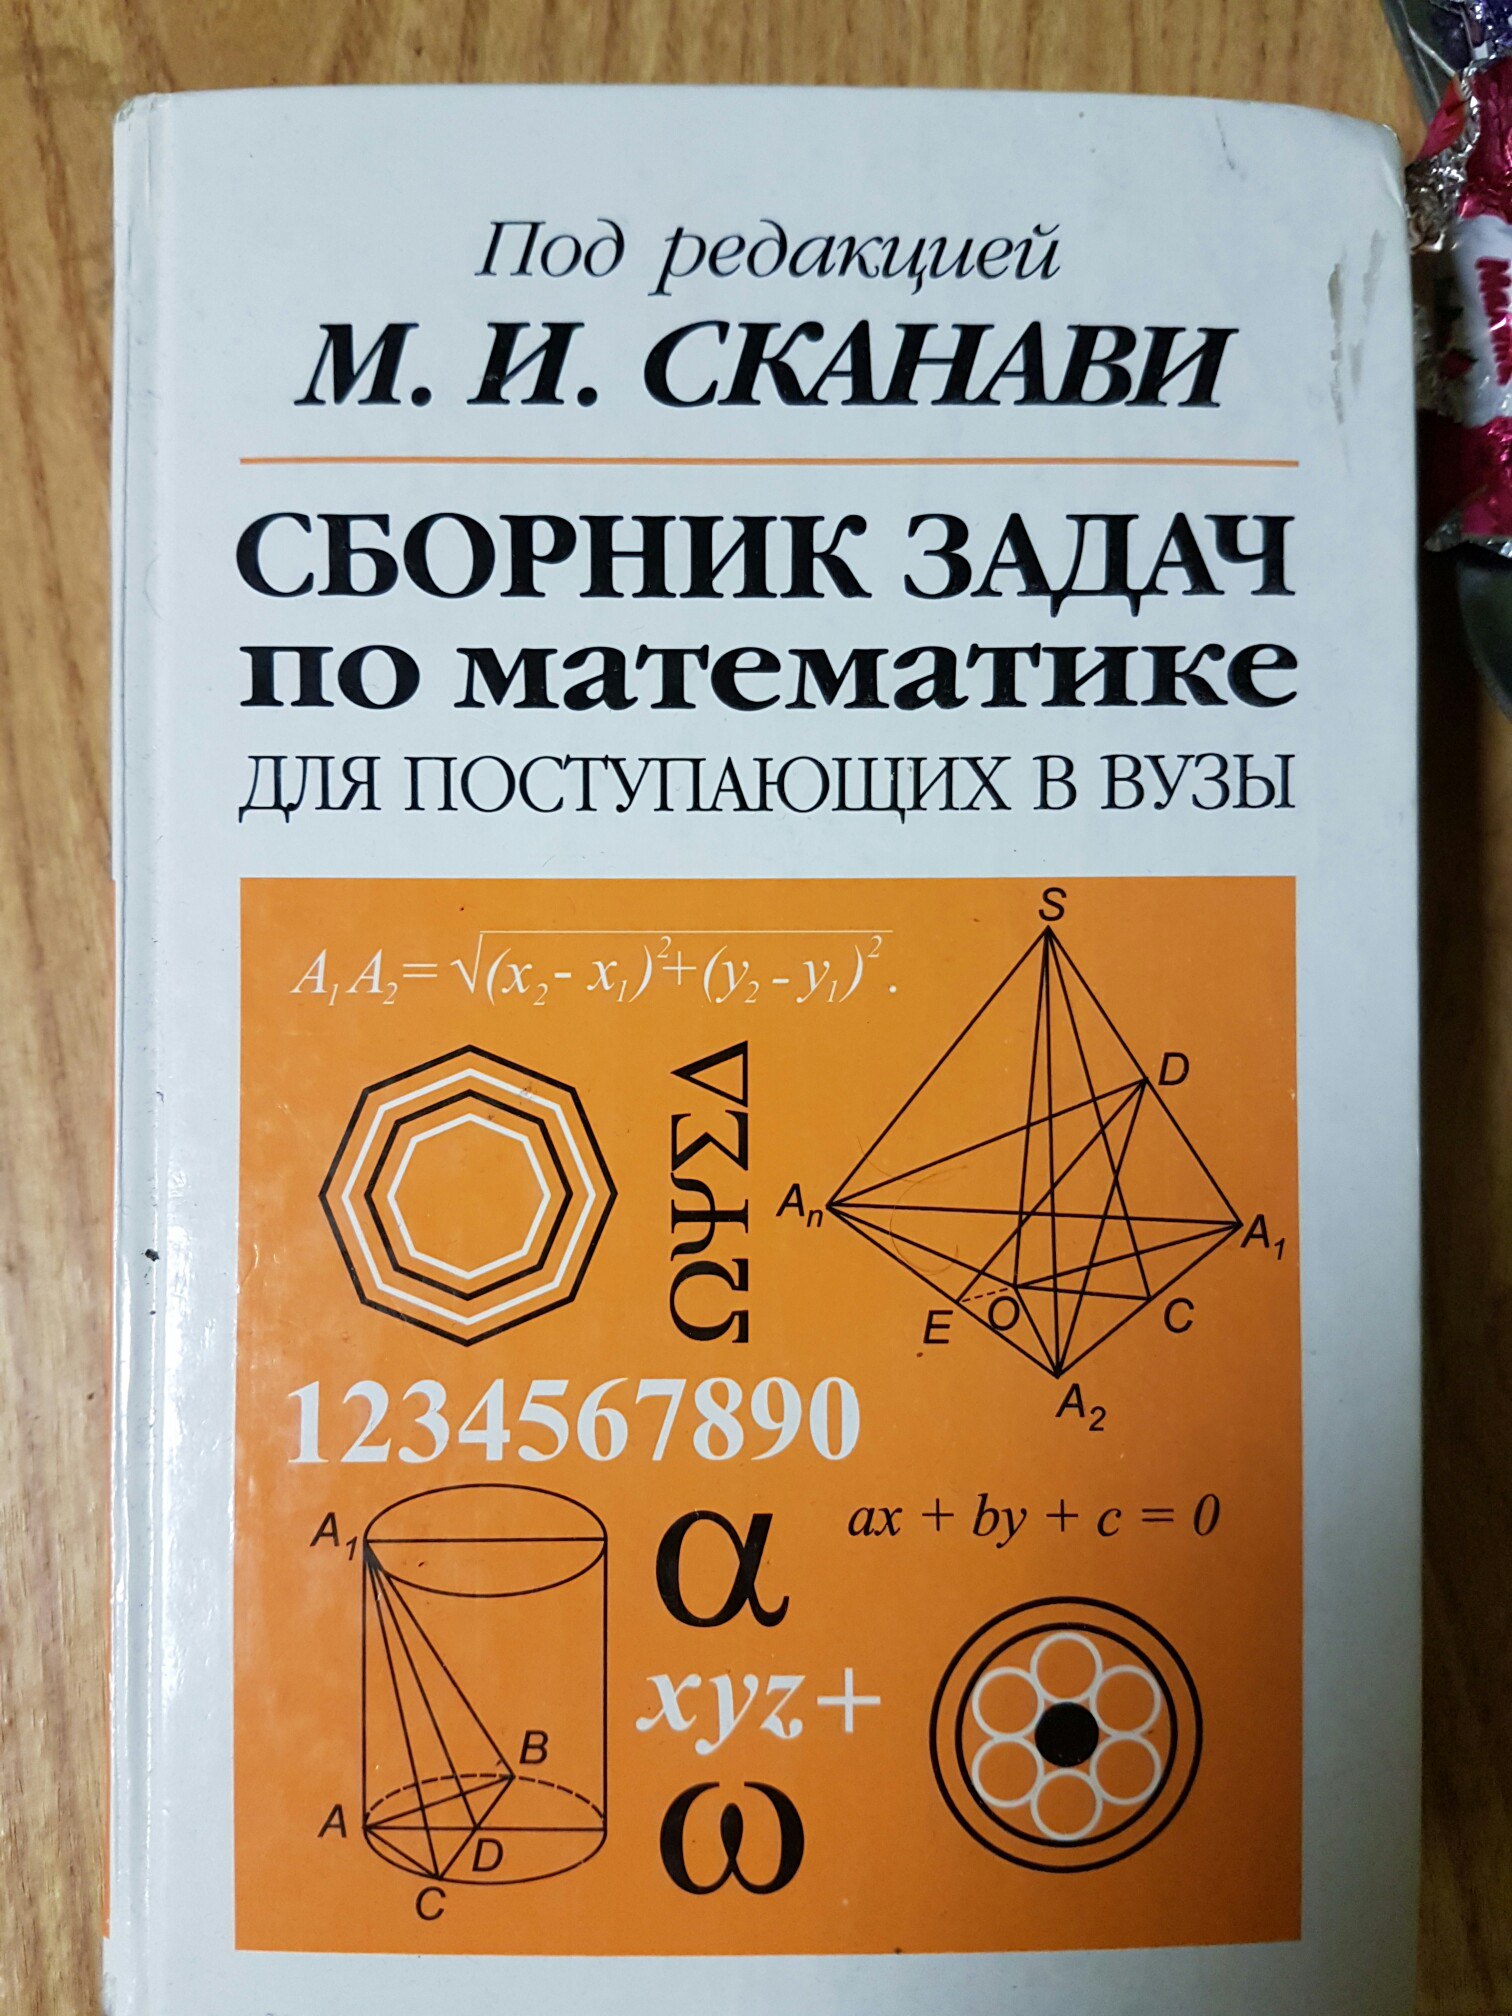 Под редакцией
М. И. СКАНАВИ
СБОРНИК ЗАДАЧ
по математике
ДЛЯ ПОСТУПАЮЩИХ В ВУЗЫ
A₁A₂=√(x₂- x₁)²+(y₂ - y₁)².
S
D
Aₙ
A₁
E
O
C
A₂
ΔΣΨΩ
1234567890
ax + by + c = 0
α
xyz+
ω
A₁
B
A
D
C